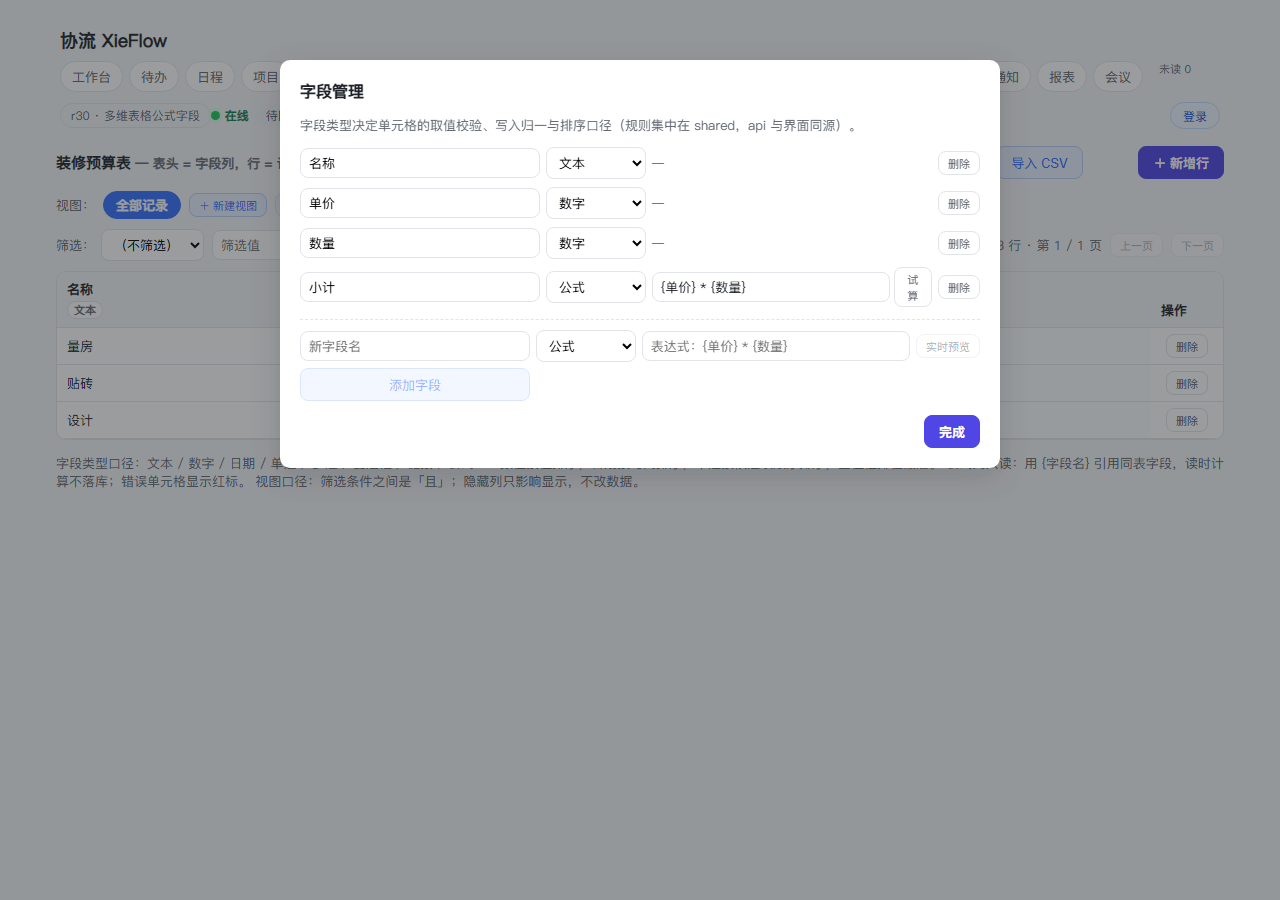 协流 XieFlow
工作台 待办 日程 项目 通知 报表 会议 未读 0
r30 · 多维表格公式字段 在线 登录
装修预算表 — 表头 = 字段列，行 = 导入 CSV ＋ 新增行
视图： 全部记录 ＋ 新建视图
筛选： （不筛选） 筛选值 行 · 第 1 / 1 页 上一页 下一页
名称
文本 操作
量房 删除
贴砖 删除
设计 删除
字段类型口径：文本 / 数字 / 日期 / 读：用 {字段名} 引用同表字段，读时计
算不落库；错误单元格显示红标。 视图口径：筛选条件之间是「且」；隐藏列只影响显示，不改数据。
字段管理
字段类型决定单元格的取值校验、写入归一与排序口径（规则集中在 shared，api 与界面同源）。
名称 文本 — 删除
单价 数字 — 删除
数量 数字 — 删除
小计 公式 {单价} * {数量} 试算 删除
新字段名 公式 表达式：{单价} * {数量} 实时预览
添加字段
完成